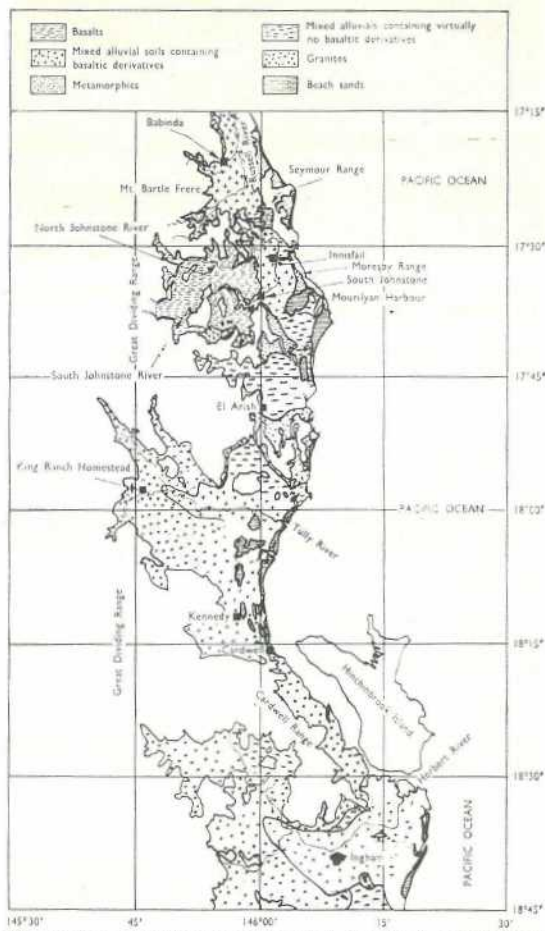 Basalts
Mixed alluvial soils containing
basaltic derivatives
Metamorphics
Mixed alluvials containing virtually
no basaltic derivatives
Granites
Beach sands
17°15'
Babinda
Russell River
Seymour Range
PACIFIC OCEAN
Mt. Bartle Frere
North Johnstone River
17°30'
Innisfail
Moresby Range
South Johnstone
Mourilyan Harbour
Great Dividing Range
South Johnstone River
17°45'
El Arish
King Ranch Homestead
PACIFIC OCEAN
18°00'
Tully River
Great Dividing Range
Kennedy
18°15'
Cardwell
Hinchinbrook Island
Cardwell Range
Herbert River
18°30'
PACIFIC OCEAN
Ingham
18°45'
145°30'
45'
146°00'
15'
30'